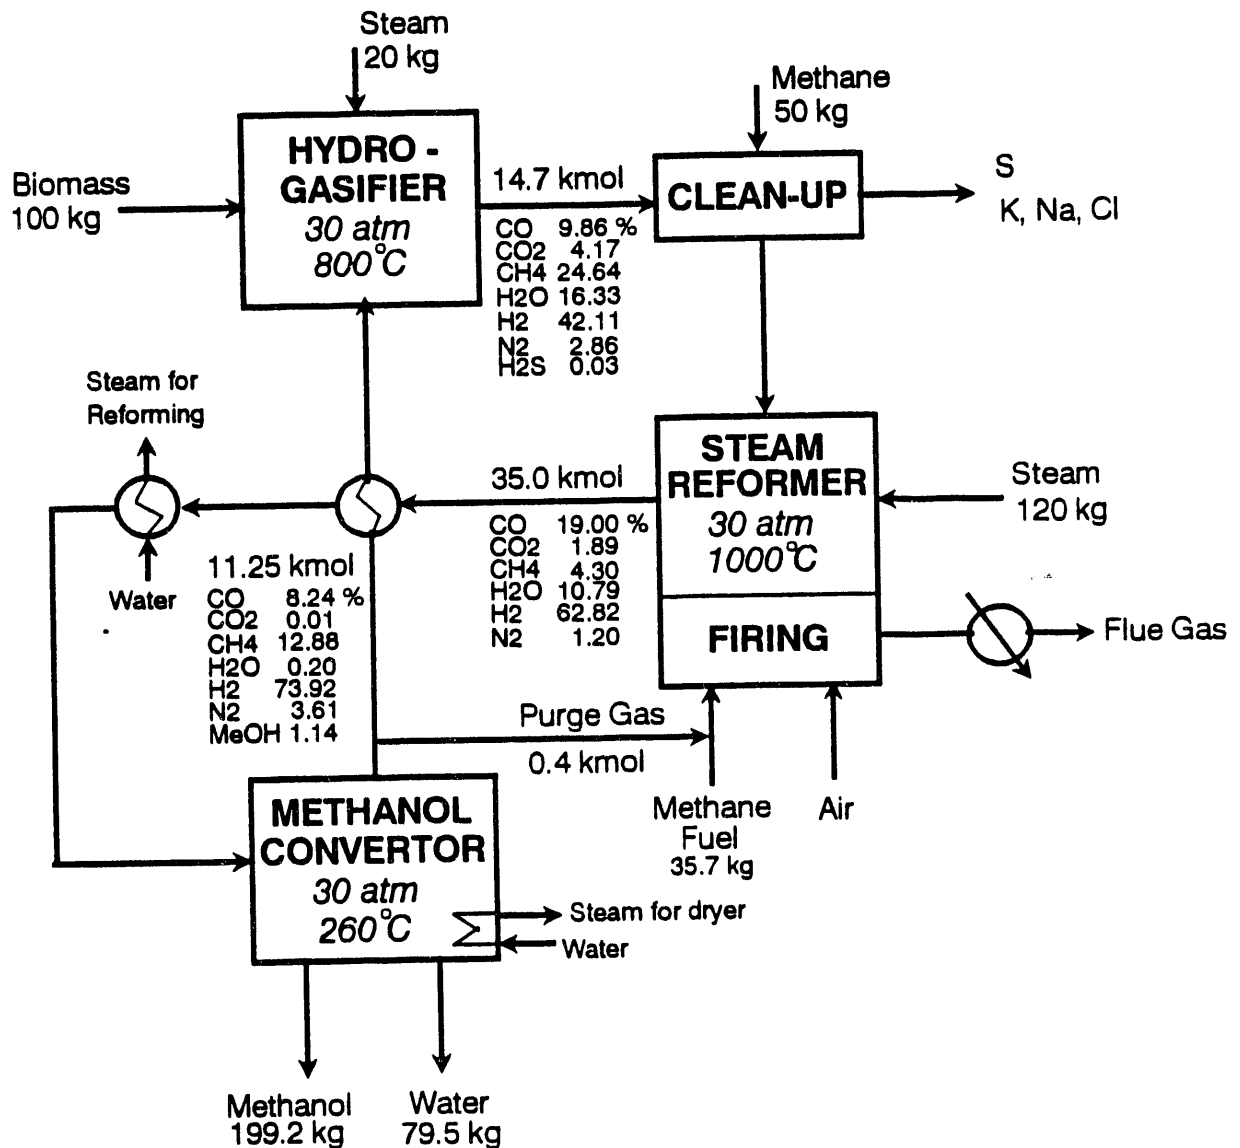 Steam
20 kg
Methane
50 kg
HYDRO -
GASIFIER
30 atm
800°C
Biomass
100 kg
14.7 kmol
CO 9.86 %
CO2 4.17
CH4 24.64
H2O 16.33
H2 42.11
N2 2.86
H2S 0.03
CLEAN-UP
S
K, Na, Cl
Steam for
Reforming
Water
35.0 kmol
CO 19.00 %
CO2 1.89
CH4 4.30
H2O 10.79
H2 62.82
N2 1.20
STEAM
REFORMER
30 atm
1000°C
FIRING
Steam
120 kg
Flue Gas
11.25 kmol
CO 8.24 %
CO2 0.01
CH4 12.88
H2O 0.20
H2 73.92
N2 3.61
MeOH 1.14
Purge Gas
0.4 kmol
Methane
Fuel
35.7 kg
Air
METHANOL
CONVERTOR
30 atm
260°C
Steam for dryer
Water
Methanol
199.2 kg
Water
79.5 kg